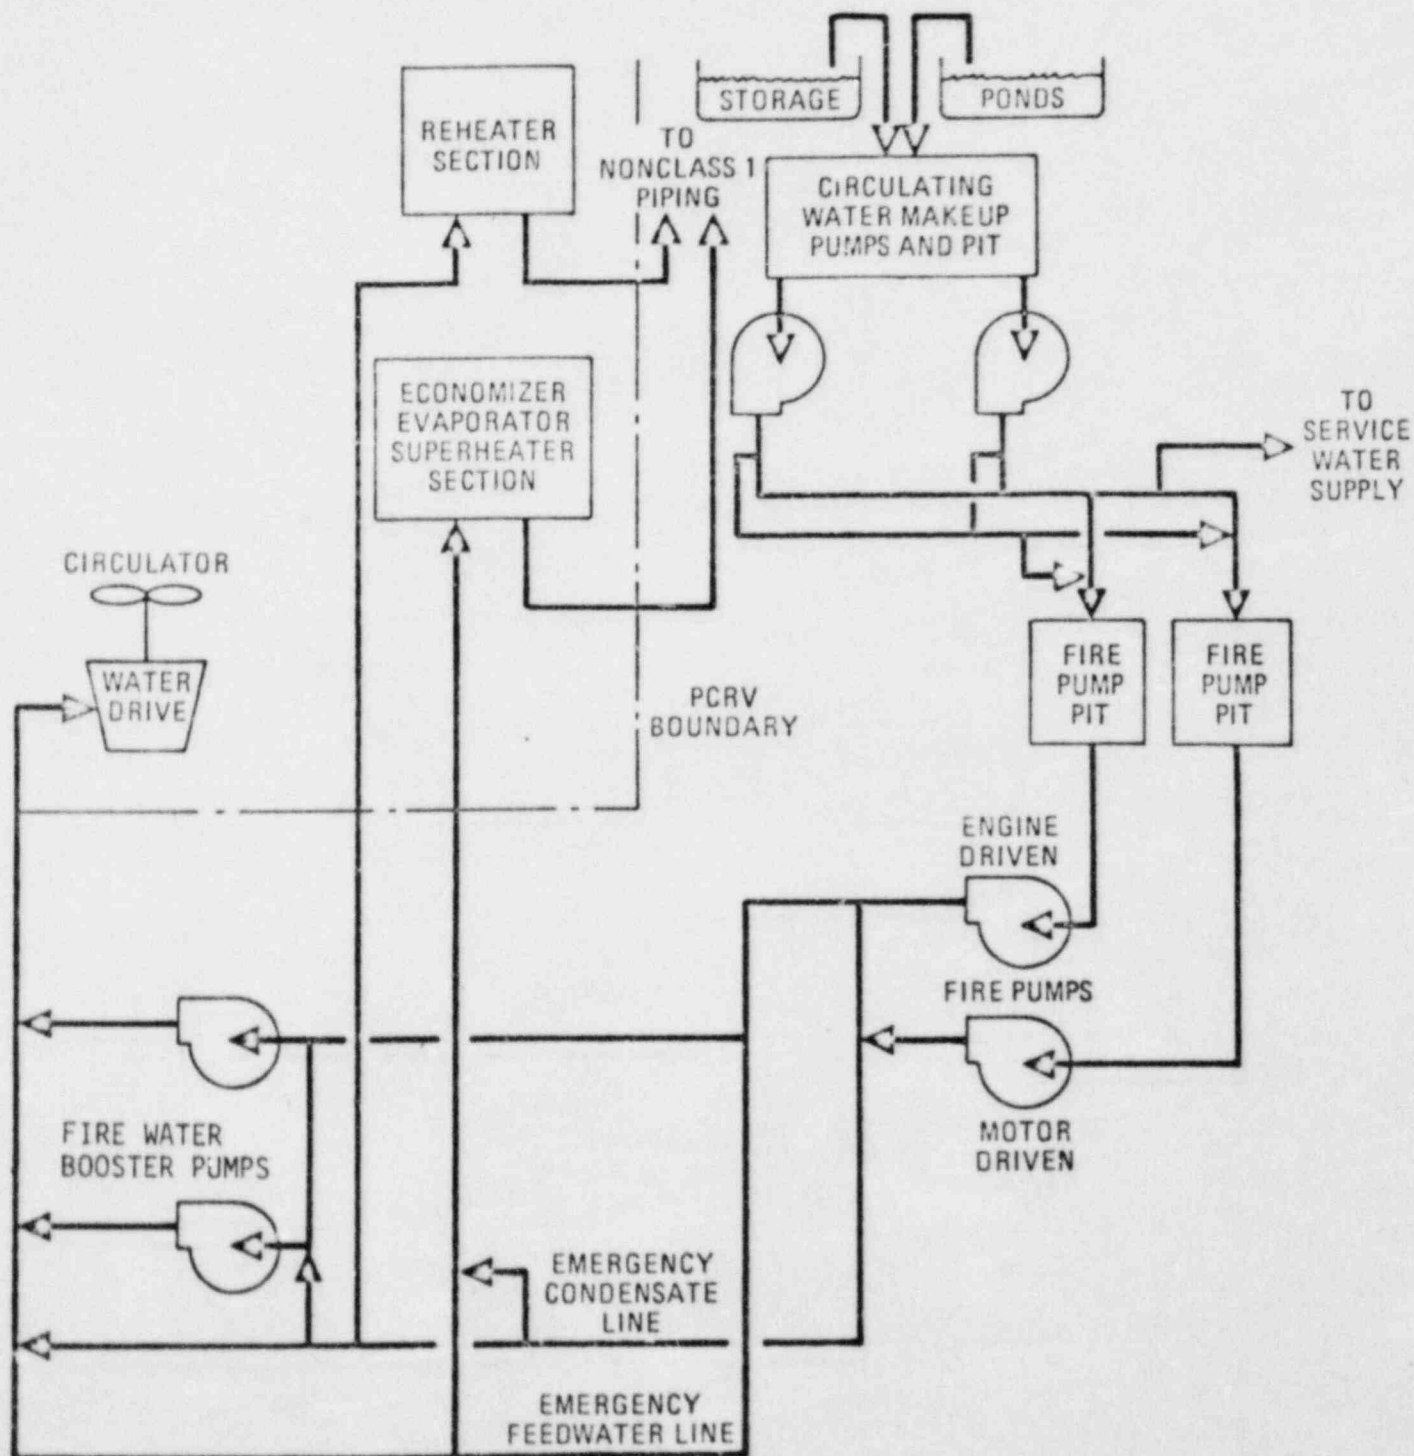 STORAGE
PONDS
REHEATER
SECTION
TO
NONCLASS 1
PIPING
CIRCULATING
WATER MAKEUP
PUMPS AND PIT
ECONOMIZER
EVAPORATOR
SUPERHEATER
SECTION
TO
SERVICE
WATER
SUPPLY
CIRCULATOR
WATER
DRIVE
PCRV
BOUNDARY
FIRE
PUMP
PIT
FIRE
PUMP
PIT
ENGINE
DRIVEN
FIRE PUMPS
MOTOR
DRIVEN
FIRE WATER
BOOSTER PUMPS
EMERGENCY
CONDENSATE
LINE
EMERGENCY
FEEDWATER LINE